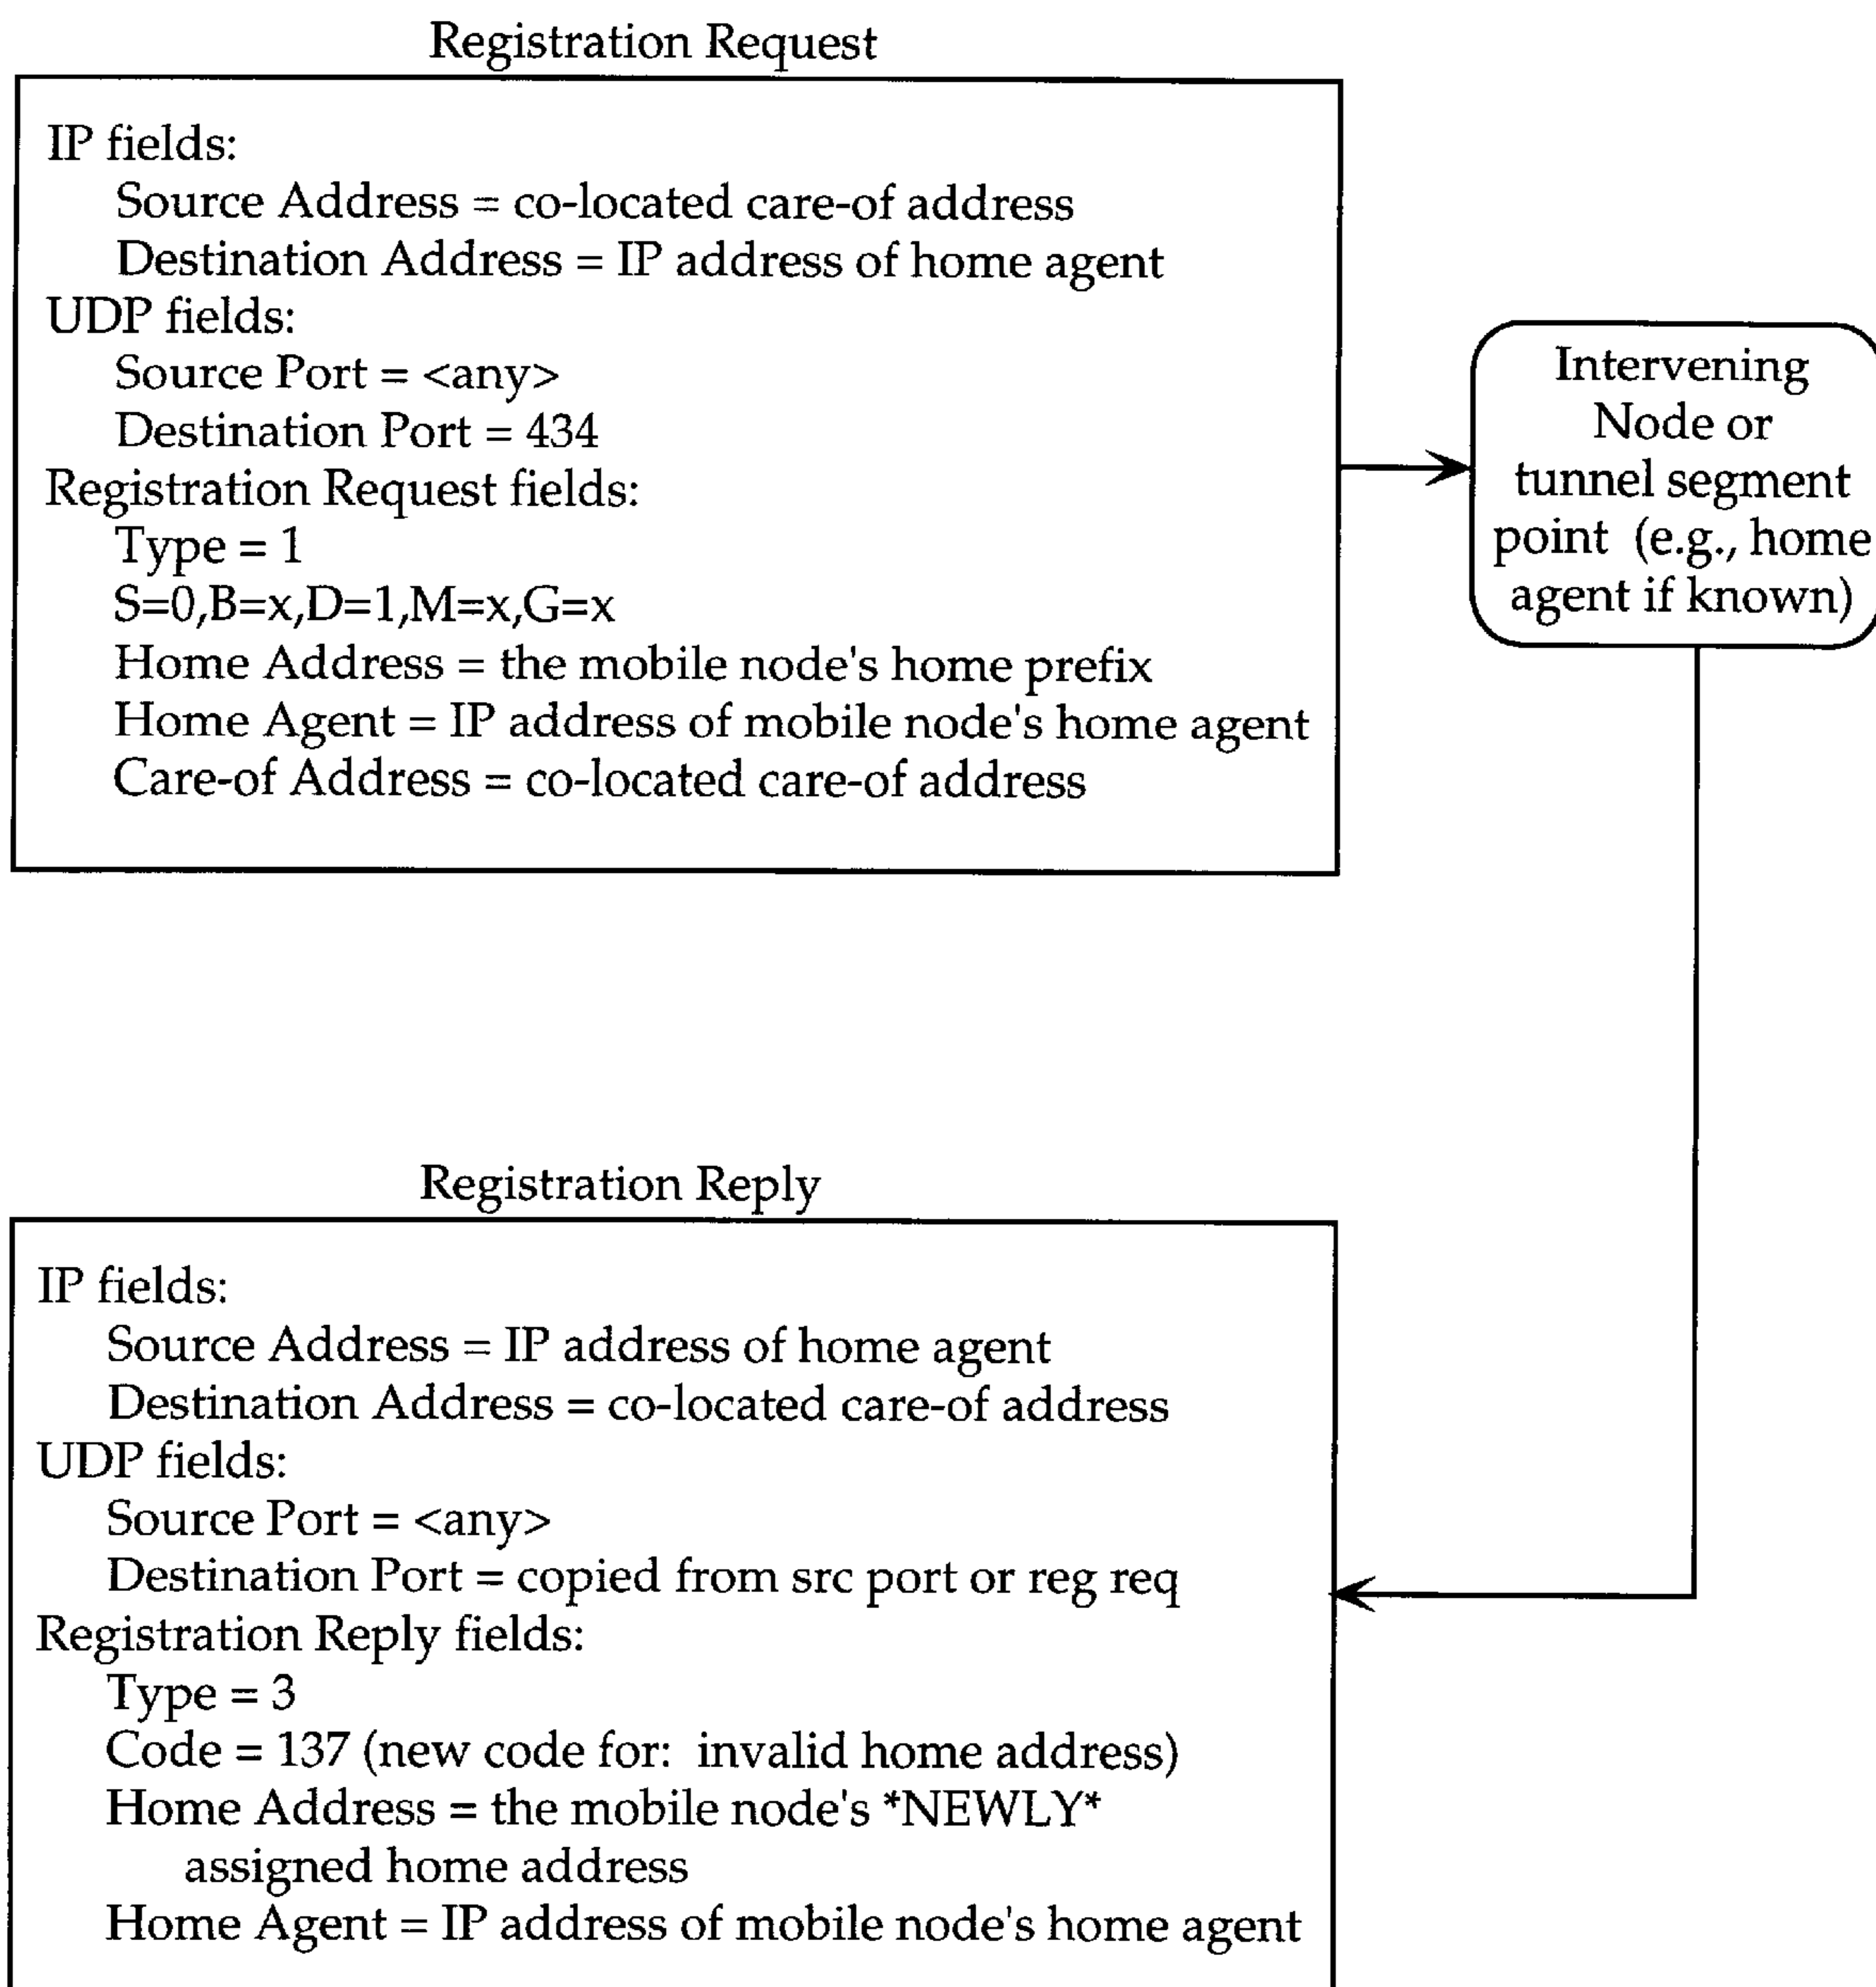 Registration Request
IP fields:
Source Address = co-located care-of address
Destination Address = IP address of home agent
UDP fields:
Source Port = <any>
Destination Port = 434
Registration Request fields:
Type = 1
S=0,B=x,D=1,M=x,G=x
Home Address = the mobile node's home prefix
Home Agent = IP address of mobile node's home agent
Care-of Address = co-located care-of address
Intervening
Node or
tunnel segment
point (e.g., home
agent if known)
Registration Reply
IP fields:
Source Address = IP address of home agent
Destination Address = co-located care-of address
UDP fields:
Source Port = <any>
Destination Port = copied from src port or reg req
Registration Reply fields:
Type = 3
Code = 137 (new code for: invalid home address)
Home Address = the mobile node's *NEWLY*
assigned home address
Home Agent = IP address of mobile node's home agent